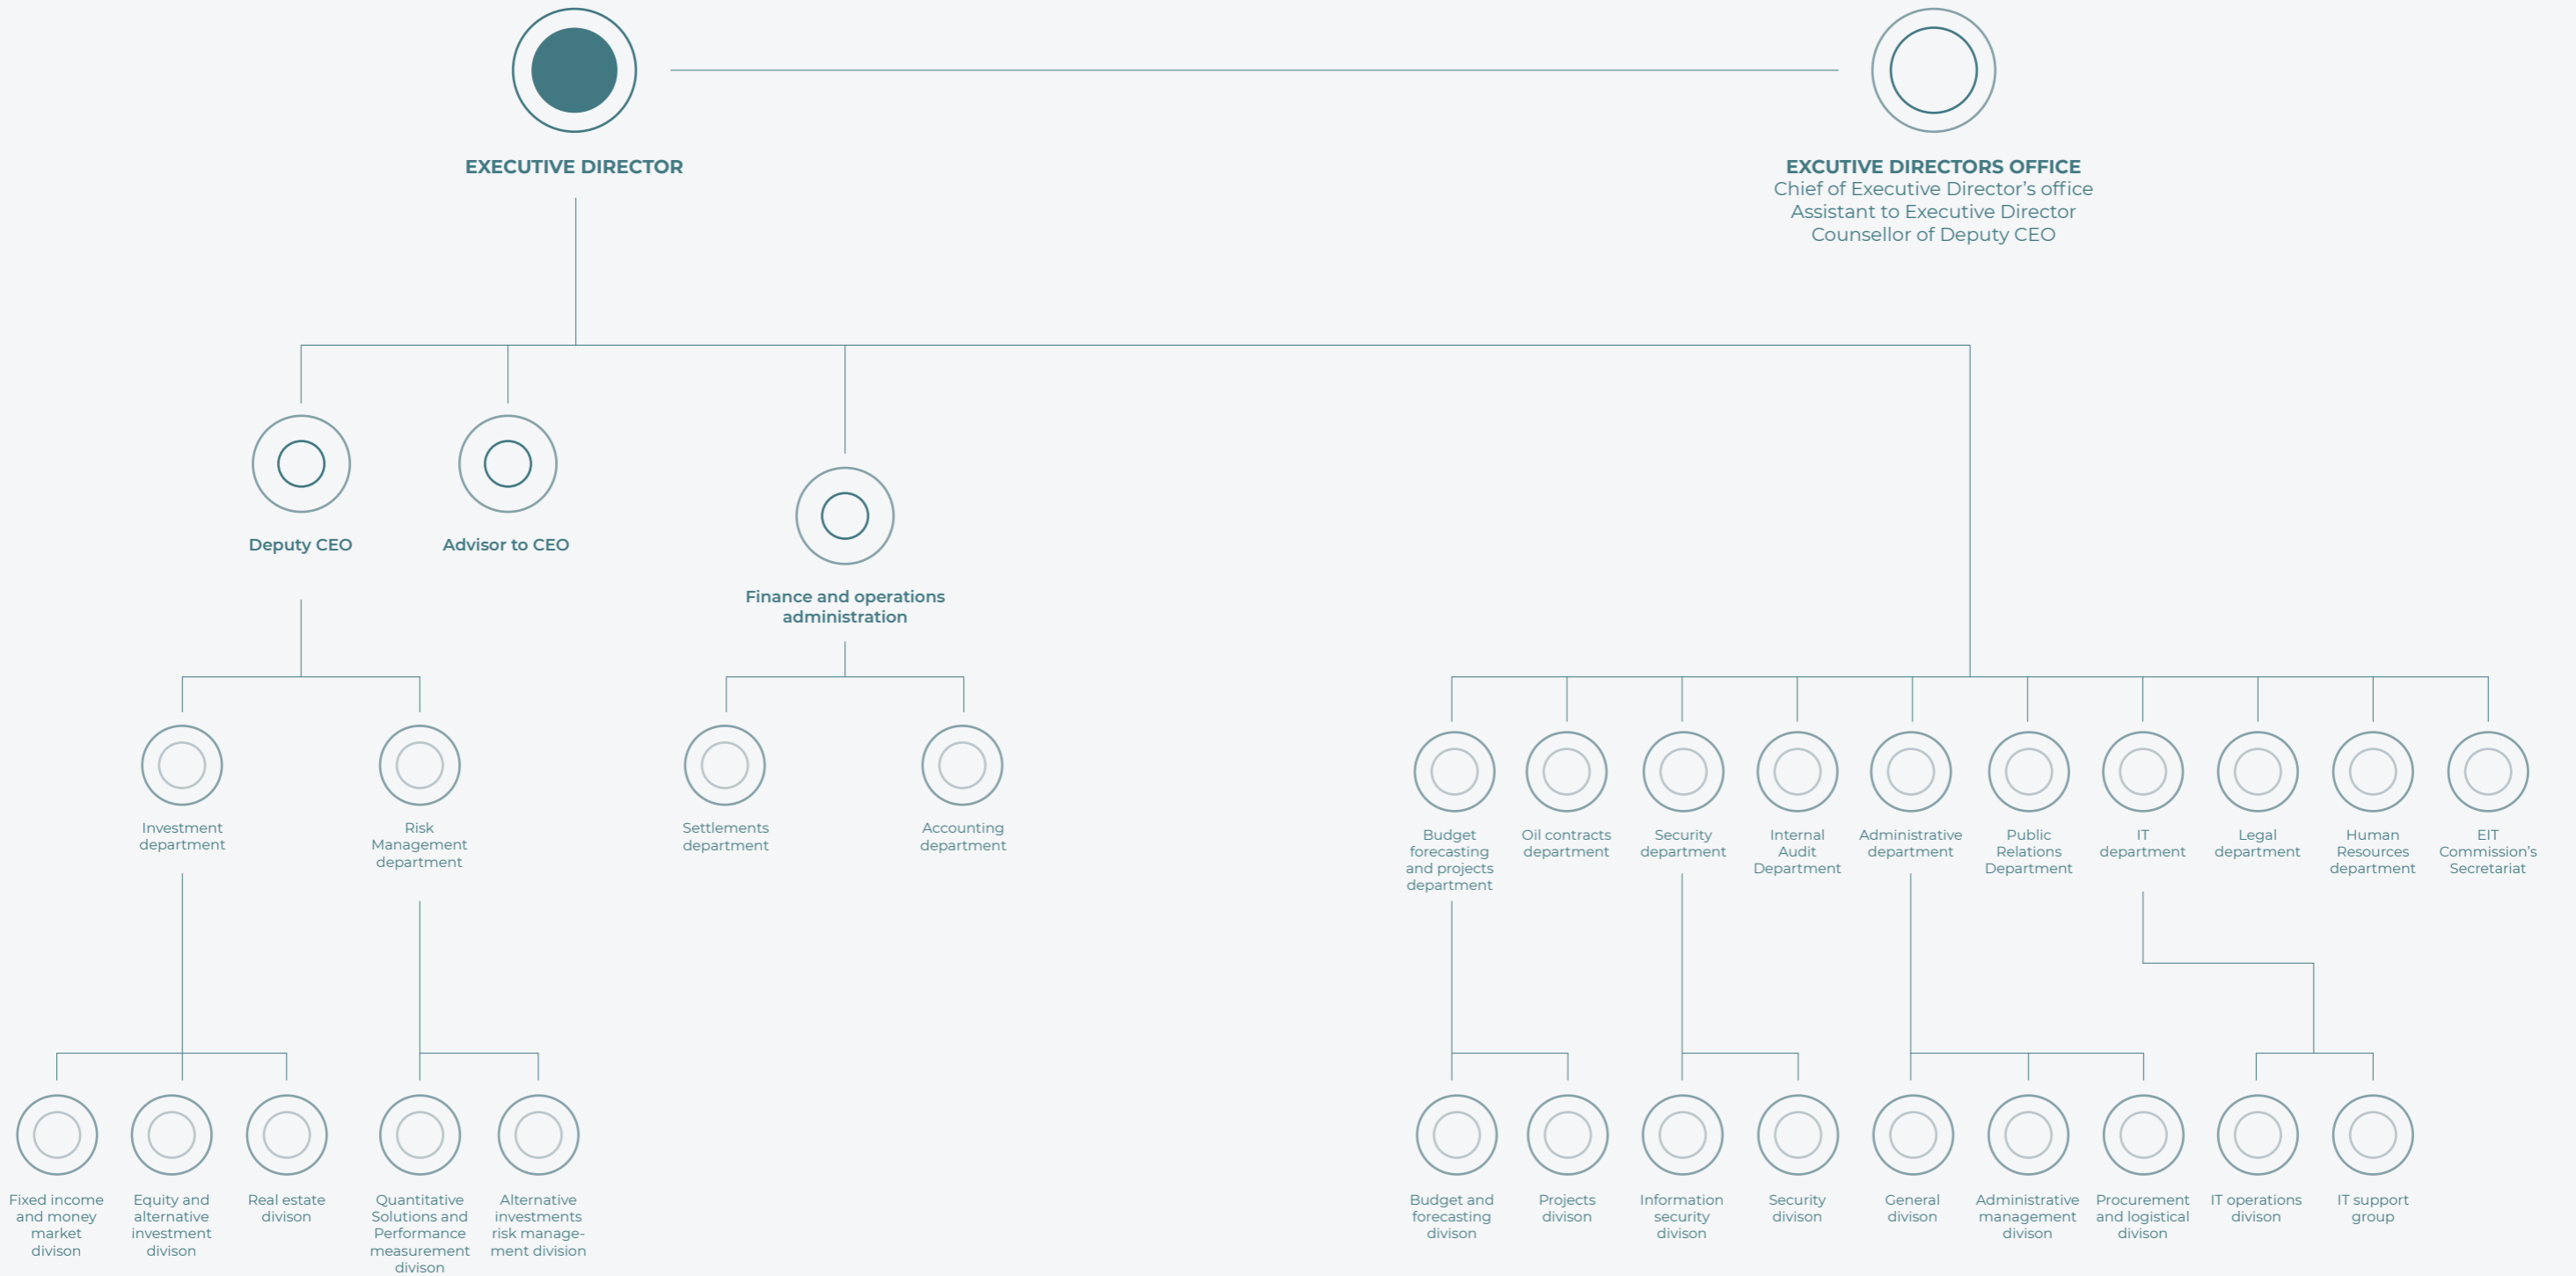 EXECUTIVE DIRECTOR
EXCUTIVE DIRECTORS OFFICE
Chief of Executive Director’s office
Assistant to Executive Director
Counsellor of Deputy CEO
Deputy CEO
Advisor to CEO
Finance and operations
administration
Investment
department
Risk
Management
department
Settlements
department
Accounting
department
Budget
forecasting
and projects
department
Oil contracts
department
Security
department
Internal
Audit
Department
Administrative
department
Public
Relations
Department
IT
department
Legal
department
Human
Resources
department
EIT
Commission’s
Secretariat
Fixed income
and money
market
divison
Equity and
alternative
investment
divison
Real estate
divison
Quantitative
Solutions and
Performance
measurement
divison
Alternative
investments
risk manage-
ment division
Budget and
forecasting
divison
Projects
divison
Information
security
divison
Security
divison
General
divison
Administrative
management
divison
Procurement
and logistical
divison
IT operations
divison
IT support
group